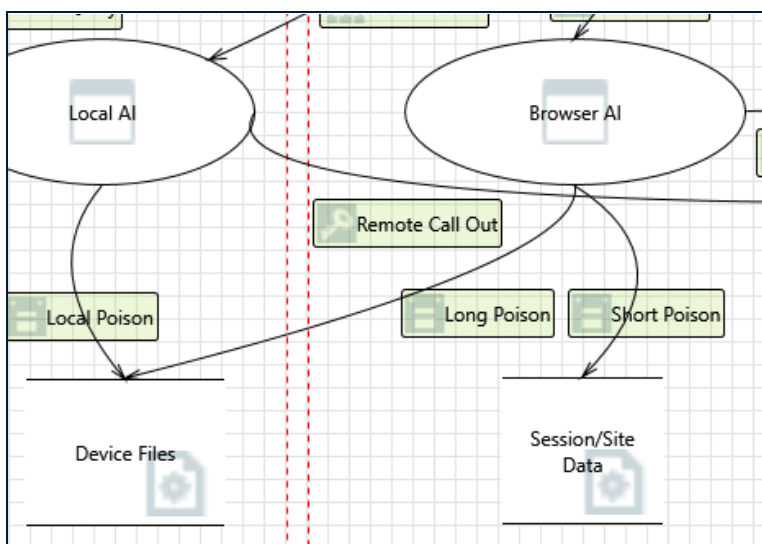 Local AI
Browser AI
Remote Call Out
Local Poison
Long Poison
Short Poison
Device Files
Session/Site
Data